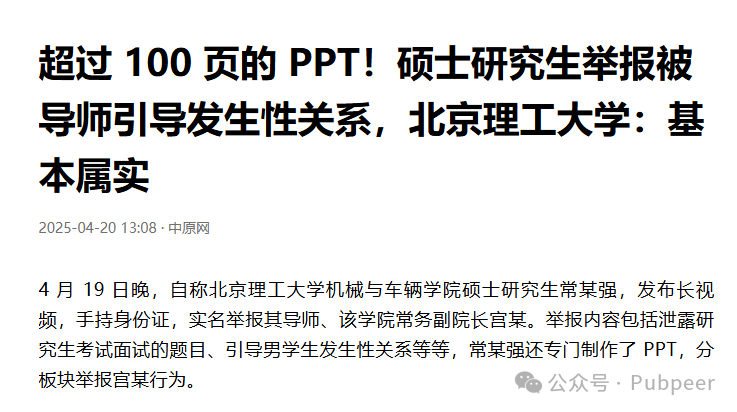 超过 100 页的 PPT！硕士研究生举报被
导师引导发生性关系，北京理工大学：基
本属实
2025-04-20 13:08 · 中原网
4 月 19 日晚，自称北京理工大学机械与车辆学院硕士研究生常某强，发布长视
频，手持身份证，实名举报其导师、该学院常务副院长宫某。举报内容包括泄露研
究生考试面试的题目、引导男学生发生性关系等等，常某强还专门制作了 PPT，分
板块举报宫某行为。
公众号 · Pubpeer